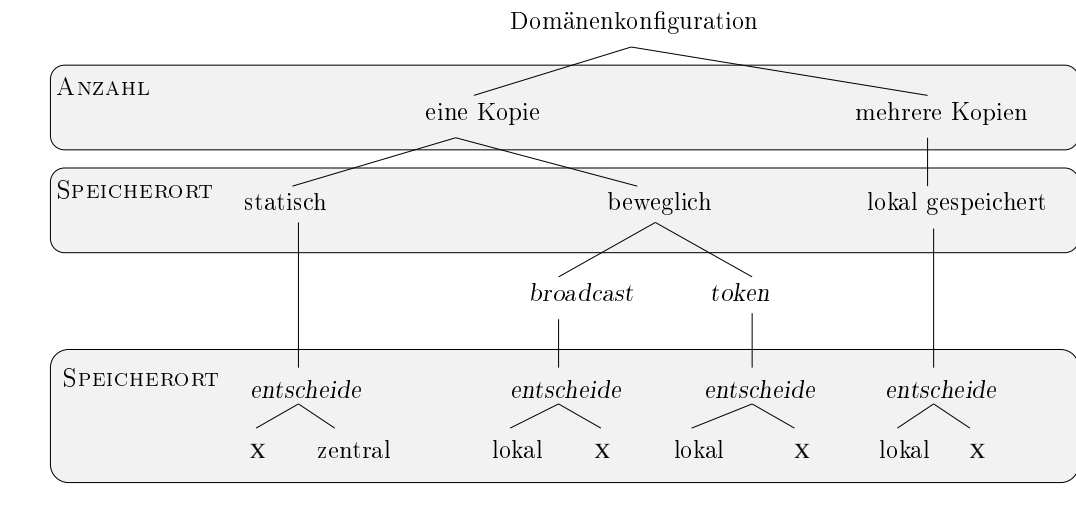 Domänenkonfiguration
ANZAHL
eine Kopie mehrere Kopien
SPEICHERORT
statisch beweglich lokal gespeichert
broadcast token
SPEICHERORT
entscheide entscheide entscheide entscheide
x zentral lokal x lokal x lokal x